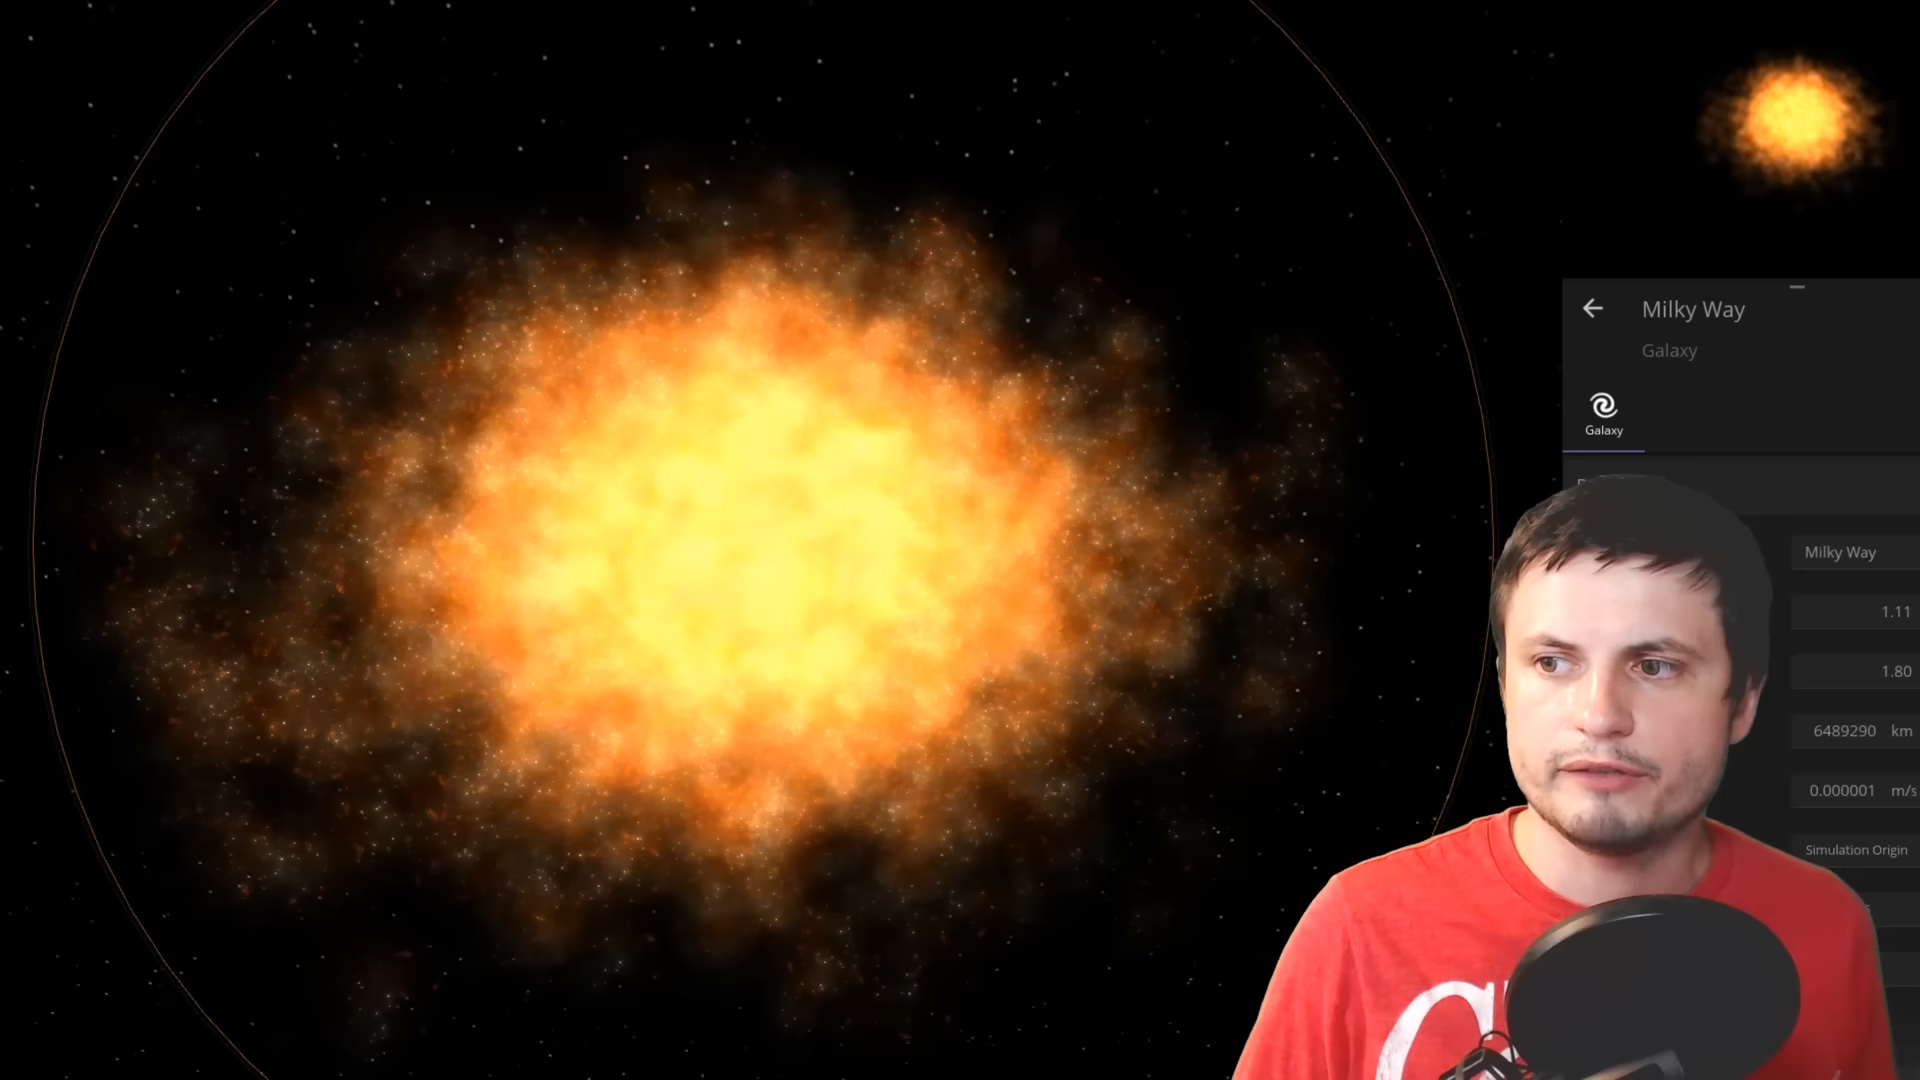 Milky Way
Galaxy
Galaxy
Milky Way
1.11
1.80
6489290 km
0.000001 m/s
Simulation Origin